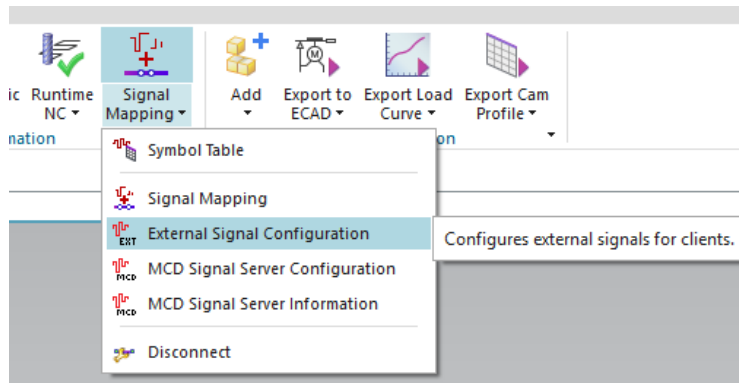 ic Runtime NC
Signal Mapping
Add
Export to ECAD
Export Load Curve
Export Cam Profile
mation
on
Symbol Table
Signal Mapping
EXT External Signal Configuration
Configures external signals for clients.
MCD MCD Signal Server Configuration
MCD MCD Signal Server Information
Disconnect